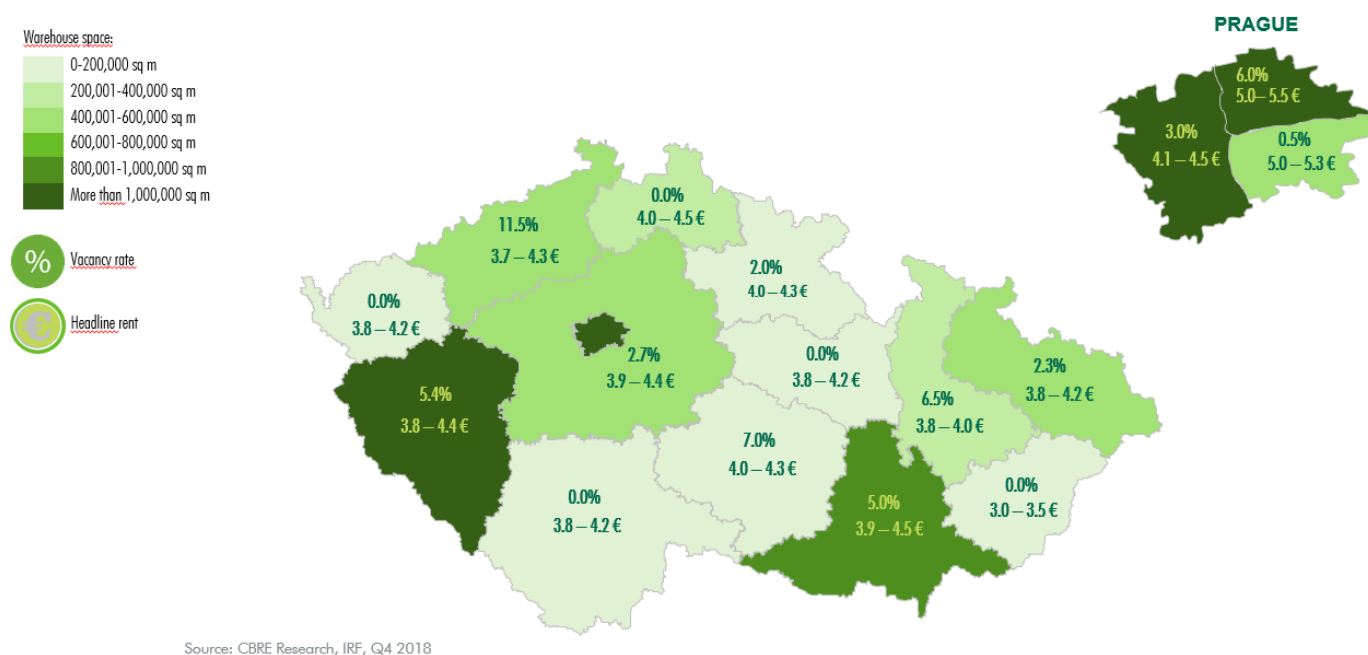 PRAGUE
Warehouse space:
0-200,000 sq m
200,001-400,000 sq m
400,001-600,000 sq m
600,001-800,000 sq m
800,001-1,000,000 sq m
More than 1,000,000 sq m
%
Vacancy rate
€
Headline rent
6.0%
5.0 – 5.5 €
3.0%
4.1 – 4.5 €
0.5%
5.0 – 5.3 €
0.0%
4.0 – 4.5 €
11.5%
3.7 – 4.3 €
2.0%
4.0 – 4.3 €
0.0%
3.8 – 4.2 €
2.7%
3.9 – 4.4 €
0.0%
3.8 – 4.2 €
2.3%
3.8 – 4.2 €
5.4%
3.8 – 4.4 €
6.5%
3.8 – 4.0 €
7.0%
4.0 – 4.3 €
0.0%
3.8 – 4.2 €
5.0%
3.9 – 4.5 €
0.0%
3.0 – 3.5 €
Source: CBRE Research, IRF, Q4 2018